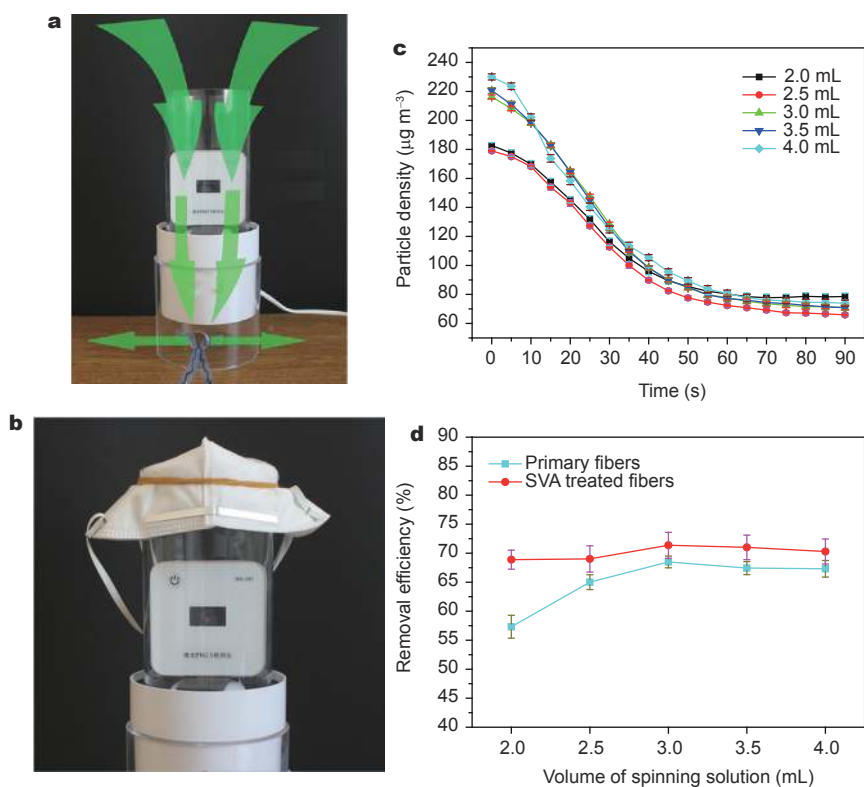 a
b
c
240
220
200
180
160
140
120
100
80
60
Particle density (µg m⁻³)
0 10 20 30 40 50 60 70 80 90
Time (s)
2.0 mL
2.5 mL
3.0 mL
3.5 mL
4.0 mL
d
90
85
80
75
70
65
60
55
50
45
40
Removal efficiency (%)
Primary fibers
SVA treated fibers
2.0 2.5 3.0 3.5 4.0
Volume of spinning solution (mL)